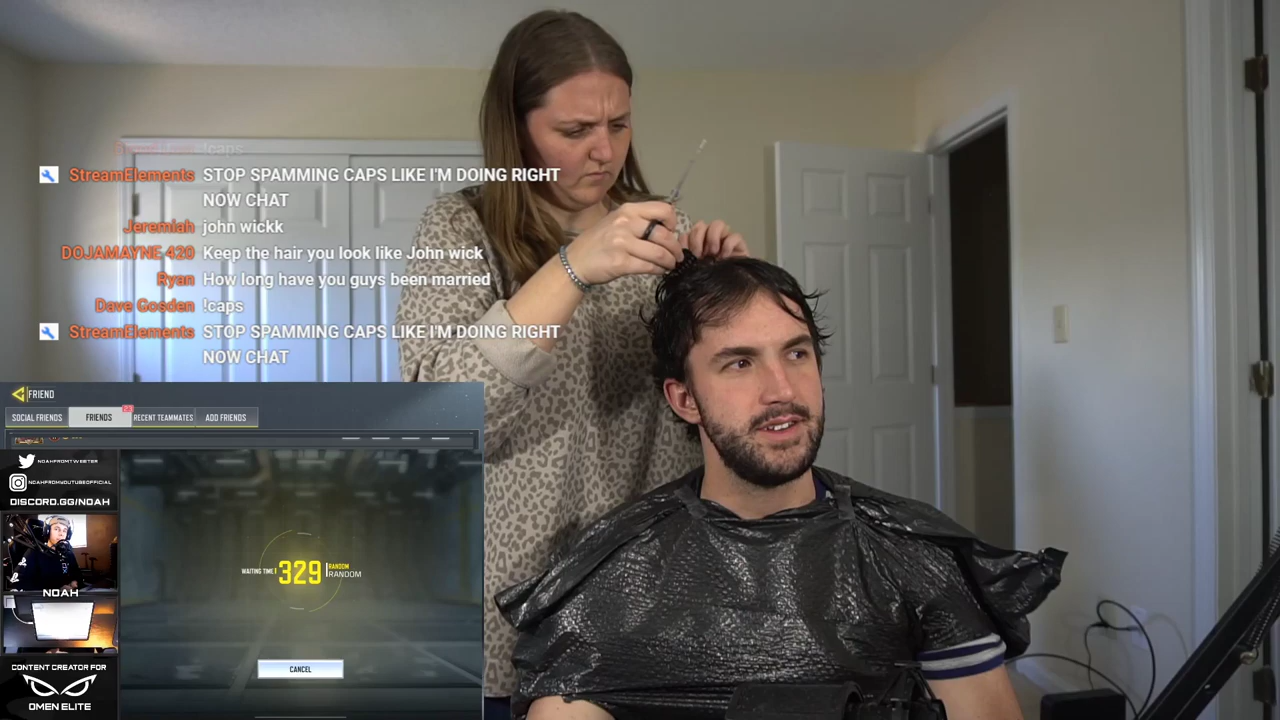 !caps
StreamElements STOP SPAMMING CAPS LIKE I'M DOING RIGHT
NOW CHAT
Jeremiah john wickk
DOJAMAYNE 420 Keep the hair you look like John wick
Ryan How long have you guys been married
Dave Gosden !caps
StreamElements STOP SPAMMING CAPS LIKE I'M DOING RIGHT
NOW CHAT
FRIEND
SOCIAL FRIENDS FRIENDS RECENT TEAMMATES ADD FRIENDS
NOAHFROMTWEETER
NOAHFROMYOUTUBEOFFICIAL
DISCORD.GG/NOAH
NOAH
CONTENT CREATOR FOR
OMEN ELITE
WAITING TIME 329 RANDOM
RANDOM
CANCEL